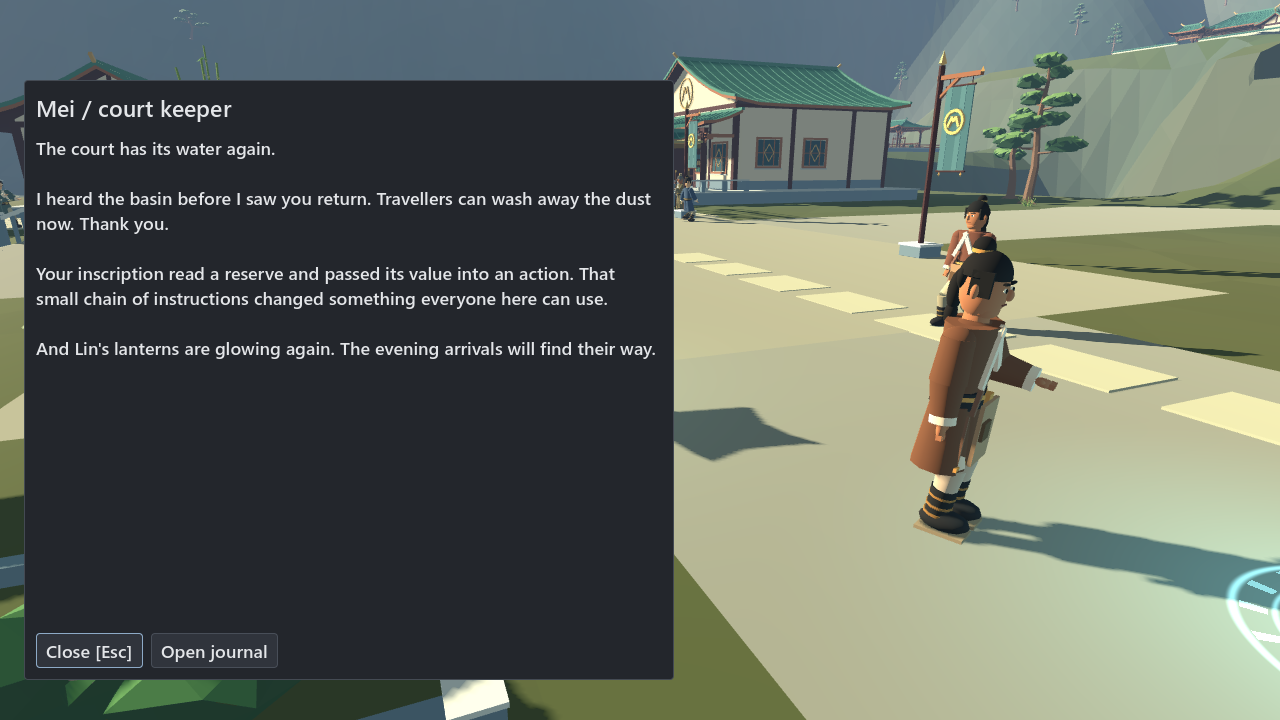 Mei / court keeper
The court has its water again.
I heard the basin before I saw you return. Travellers can wash away the dust
now. Thank you.
Your inscription read a reserve and passed its value into an action. That
small chain of instructions changed something everyone here can use.
And Lin's lanterns are glowing again. The evening arrivals will find their way.
Close [Esc]
Open journal